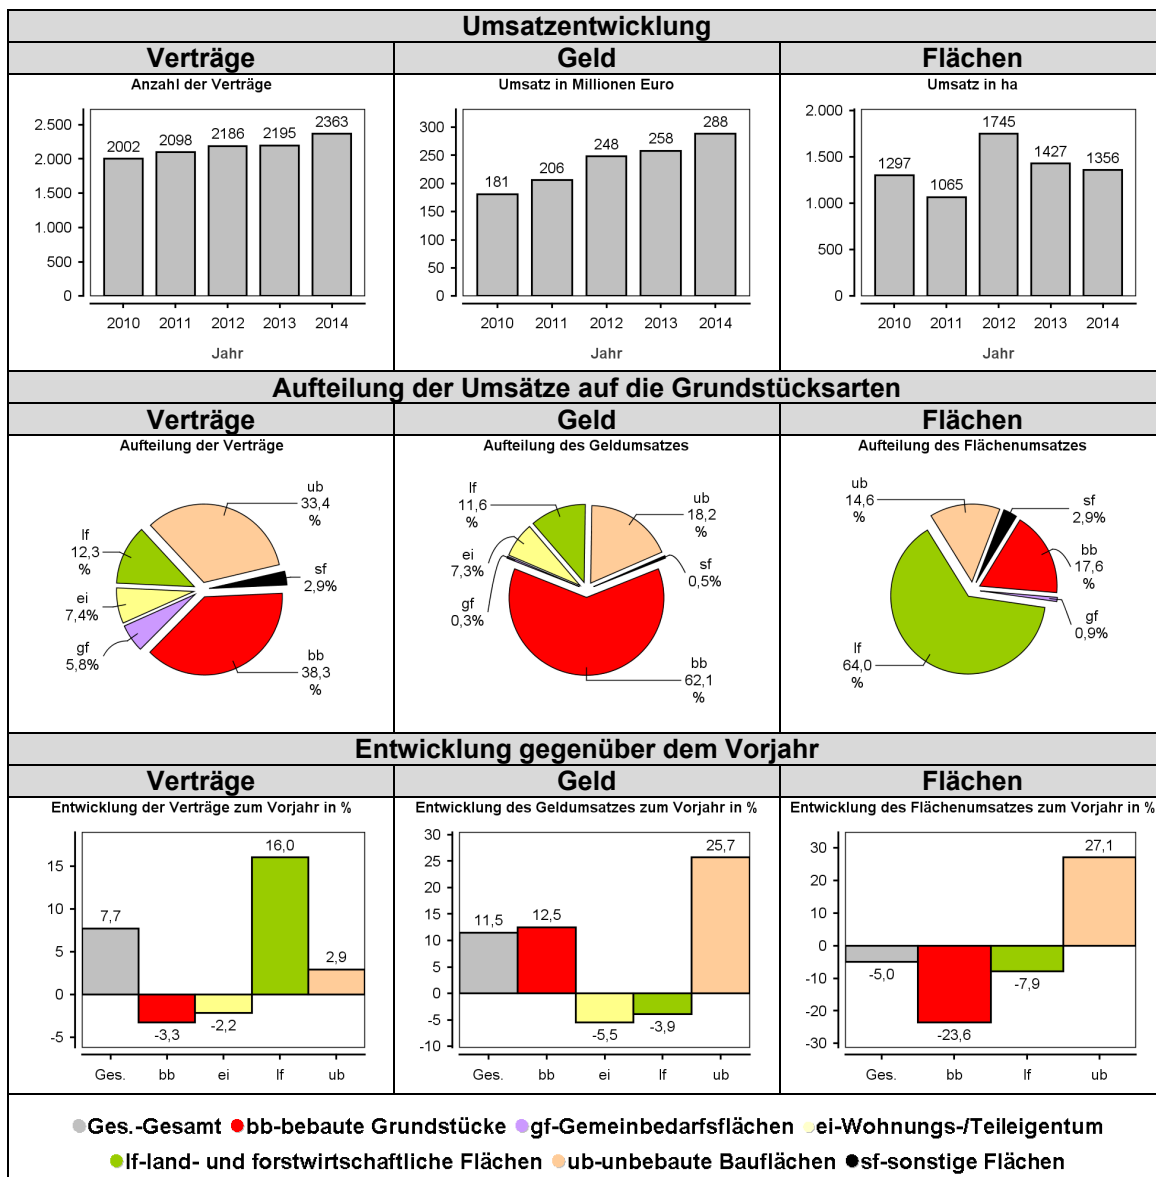 Umsatzentwicklung
Verträge
Geld
Flächen
Anzahl der Verträge
2.500
2.000
1.500
1.000
500
0
2002
2098
2186
2195
2363
2010 2011 2012 2013 2014
Jahr
Umsatz in Millionen Euro
300
250
200
150
100
50
0
181
206
248
258
288
2010 2011 2012 2013 2014
Jahr
Umsatz in ha
2.000
1.500
1.000
500
0
1297
1065
1745
1427
1356
2010 2011 2012 2013 2014
Jahr
Aufteilung der Umsätze auf die Grundstücksarten
Verträge
Geld
Flächen
Aufteilung der Verträge
ub
33,4
%
lf
12,3
%
sf
2,9%
ei
7,4%
gf
5,8%
bb
38,3
%
Aufteilung des Geldumsatzes
lf
11,6
%
ub
18,2
%
ei
7,3%
sf
0,5%
gf
0,3%
bb
62,1
%
Aufteilung des Flächenumsatzes
ub
14,6
%
sf
2,9%
bb
17,6
%
gf
0,9%
lf
64,0
%
Entwicklung gegenüber dem Vorjahr
Verträge
Geld
Flächen
Entwicklung der Verträge zum Vorjahr in %
15
10
5
0
-5
7,7
-3,3
-2,2
16,0
2,9
Ges. bb ei lf ub
Entwicklung des Geldumsatzes zum Vorjahr in %
30
25
20
15
10
5
0
-5
-10
11,5
12,5
-5,5
-3,9
25,7
Ges. bb ei lf ub
Entwicklung des Flächenumsatzes zum Vorjahr in %
30
20
10
0
-10
-20
-30
-5,0
-23,6
-7,9
27,1
Ges. bb lf ub
Ges.-Gesamt bb-bebaute Grundstücke gf-Gemeinbedarfsflächen ei-Wohnungs-/Teileigentum
lf-land- und forstwirtschaftliche Flächen ub-unbebaute Bauflächen sf-sonstige Flächen